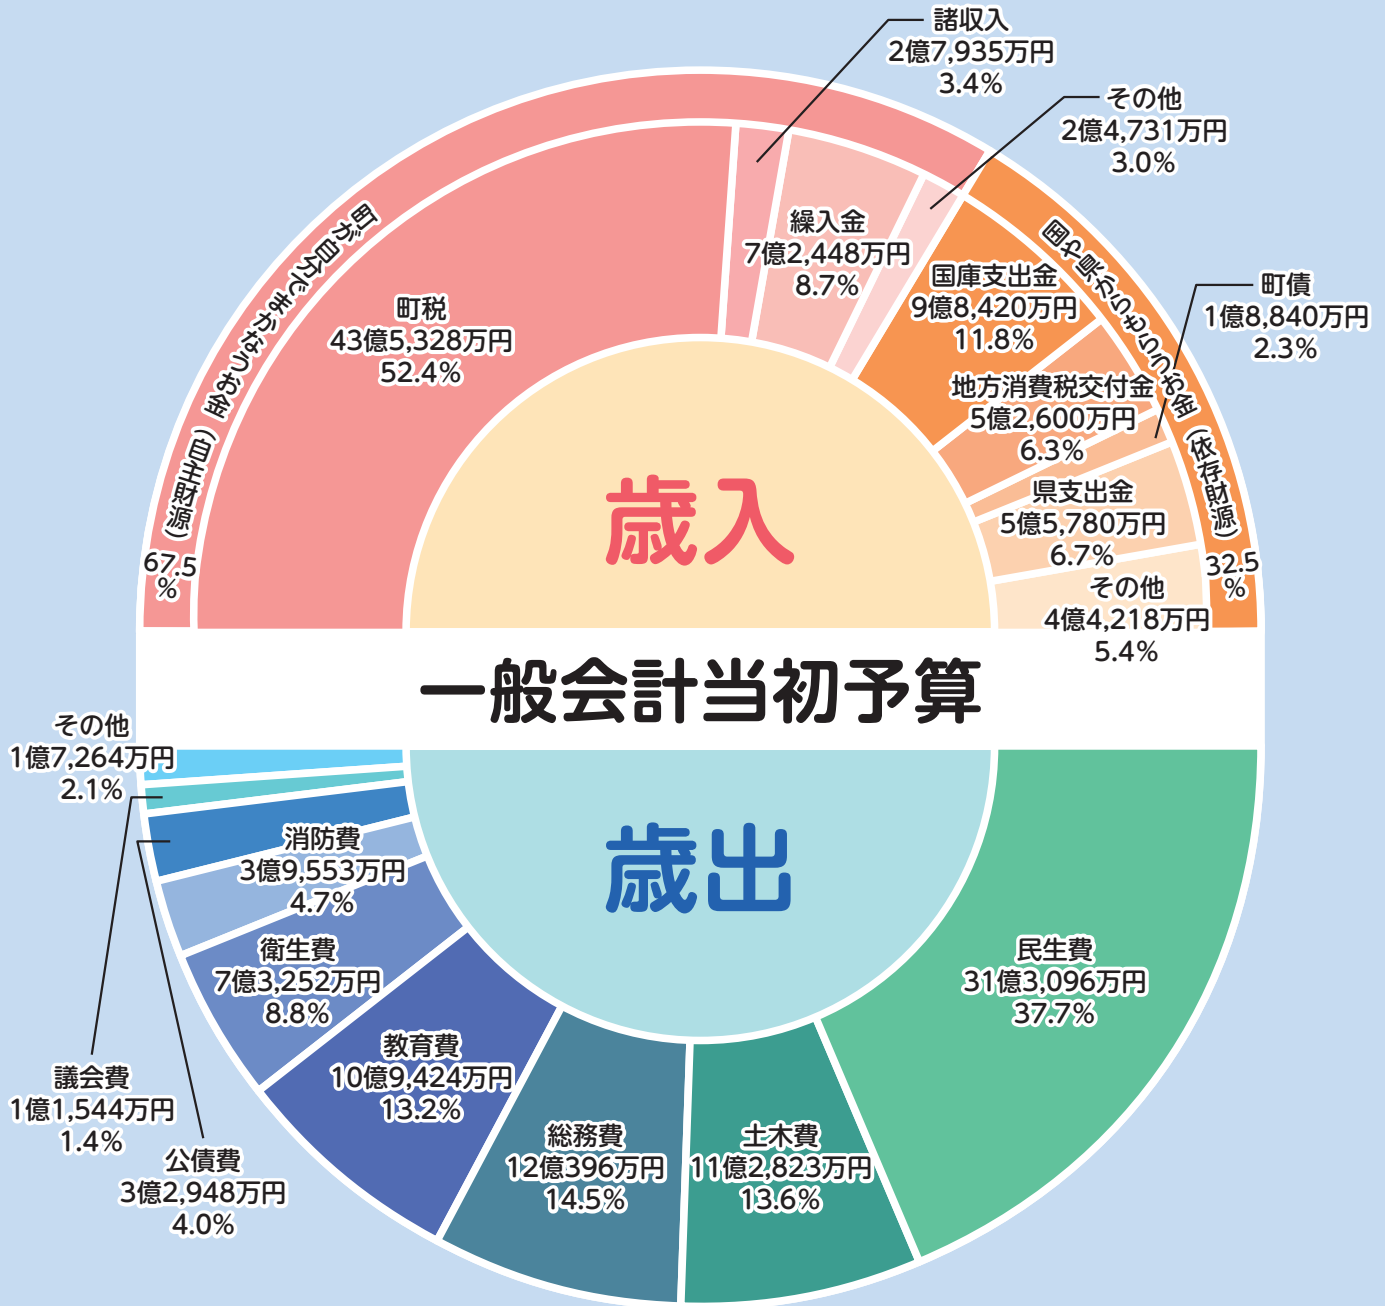 諸収入
2億7,935万円
3.4%
その他
2億4,731万円
3.0%
繰入金
7億2,448万円
8.7%
町税
43億5,328万円
52.4%
町が自分でまかなうお金（自主財源）
67.5
%
国庫支出金
9億8,420万円
11.8%
国や県からもらうお金（依存財源）
32.5
%
町債
1億8,840万円
2.3%
地方消費税交付金
5億2,600万円
6.3%
県支出金
5億5,780万円
6.7%
その他
4億4,218万円
5.4%
歳入
一般会計当初予算
歳出
その他
1億7,264万円
2.1%
消防費
3億9,553万円
4.7%
衛生費
7億3,252万円
8.8%
議会費
1億1,544万円
1.4%
公債費
3億2,948万円
4.0%
教育費
10億9,424万円
13.2%
総務費
12億396万円
14.5%
土木費
11億2,823万円
13.6%
民生費
31億3,096万円
37.7%